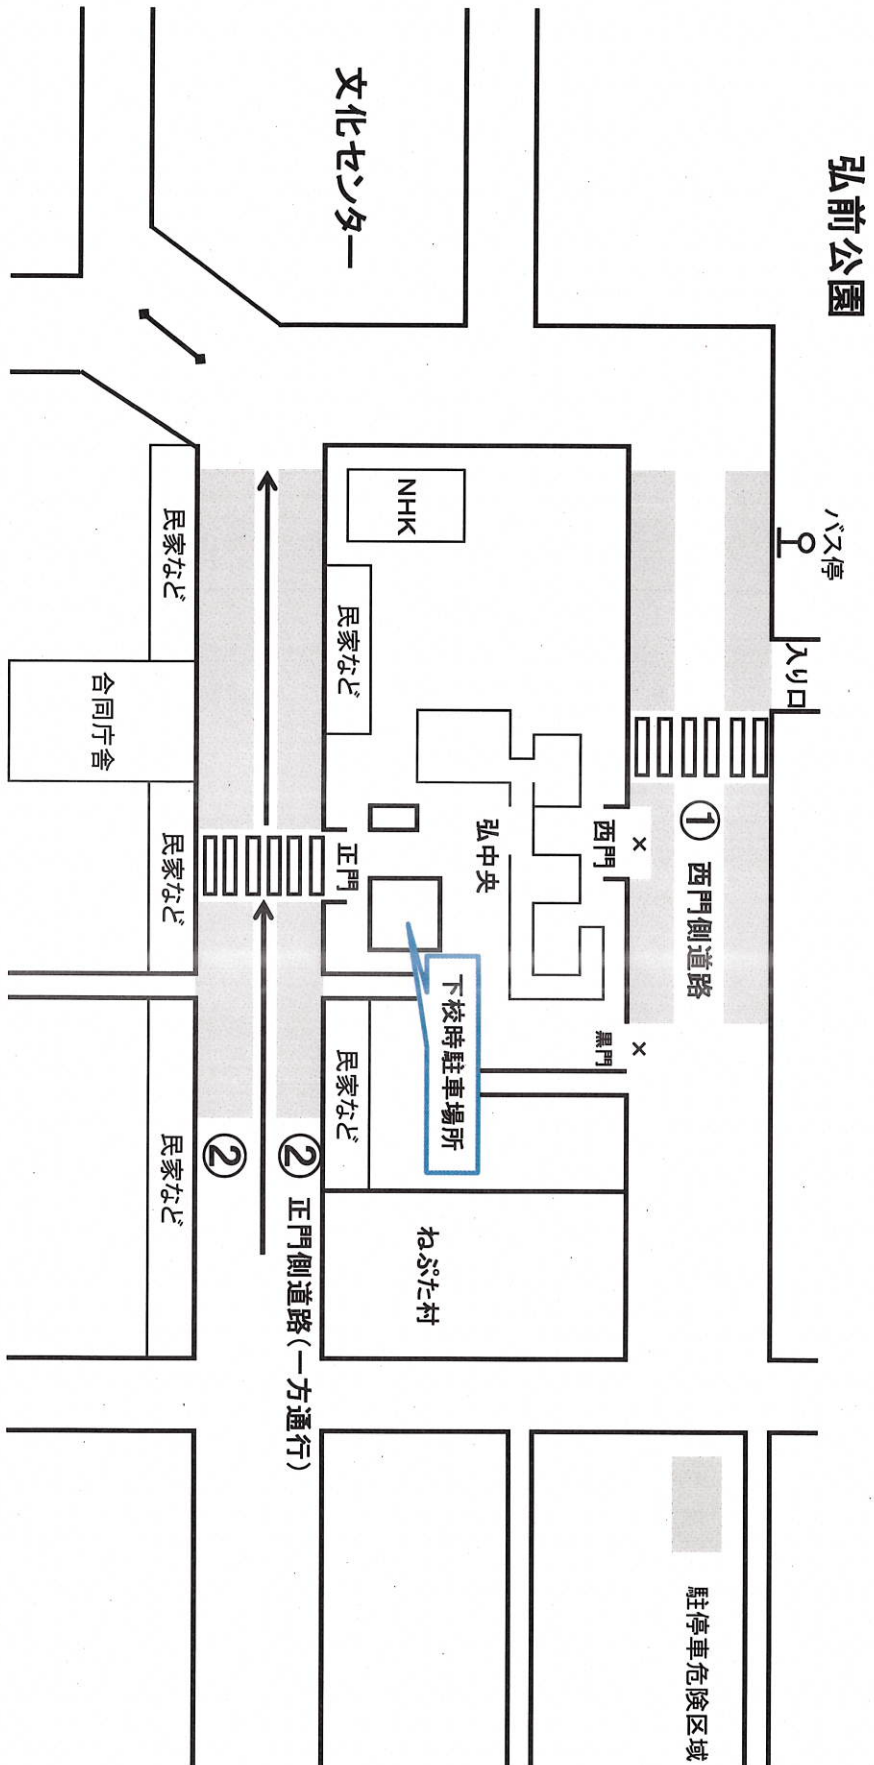 弘前公園
文化センター
バス停
入り口
NHK
民家など
民家など
合同庁舎
民家など
正門
弘中央
西門
×
① 西門側道路
下校時駐車場所
黒門
×
民家など
民家など
②
② 正門側道路(一方通行)
ねぷた村
駐停車危険区域